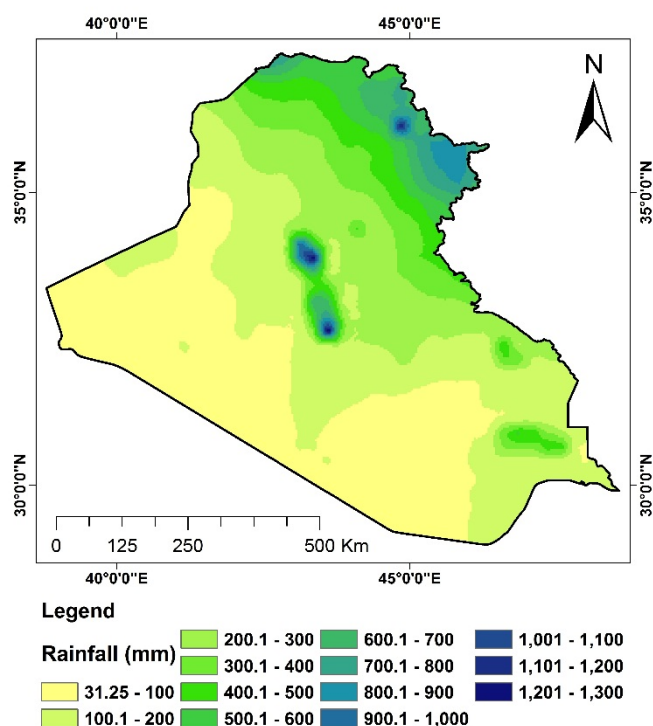 40°0'0"E 45°0'0"E
N
35°0'0"N 35°0'0"N
30°0'0"N 30°0'0"N
0 125 250 500 Km
40°0'0"E 45°0'0"E
Legend
Rainfall (mm)
31.25 - 100
100.1 - 200
200.1 - 300
300.1 - 400
400.1 - 500
500.1 - 600
600.1 - 700
700.1 - 800
800.1 - 900
900.1 - 1,000
1,001 - 1,100
1,101 - 1,200
1,201 - 1,300